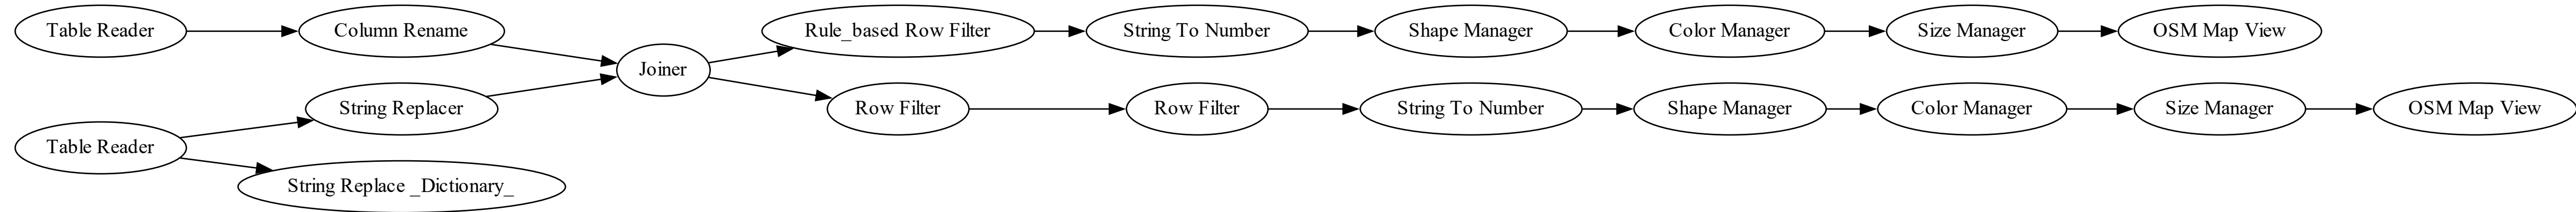 Table Reader
Column Rename
Rule_based Row Filter
String To Number
Shape Manager
Color Manager
Size Manager
OSM Map View
Joiner
String Replacer
Row Filter
Row Filter
String To Number
Shape Manager
Color Manager
Size Manager
OSM Map View
Table Reader
String Replace _Dictionary_